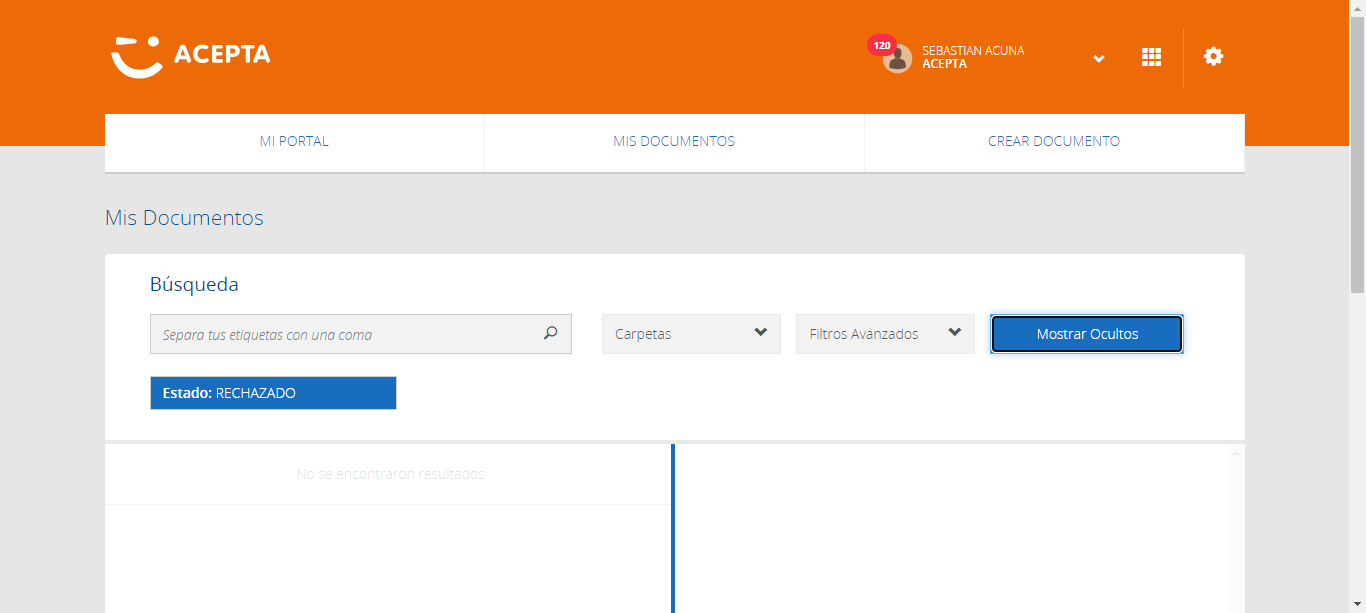 ACEPTA
120
SEBASTIAN ACUNA
ACEPTA
MI PORTAL
MIS DOCUMENTOS
CREAR DOCUMENTO
Mis Documentos
Búsqueda
Separa tus etiquetas con una coma
Carpetas
Filtros Avanzados
Mostrar Ocultos
Estado: RECHAZADO
No se encontraron resultados